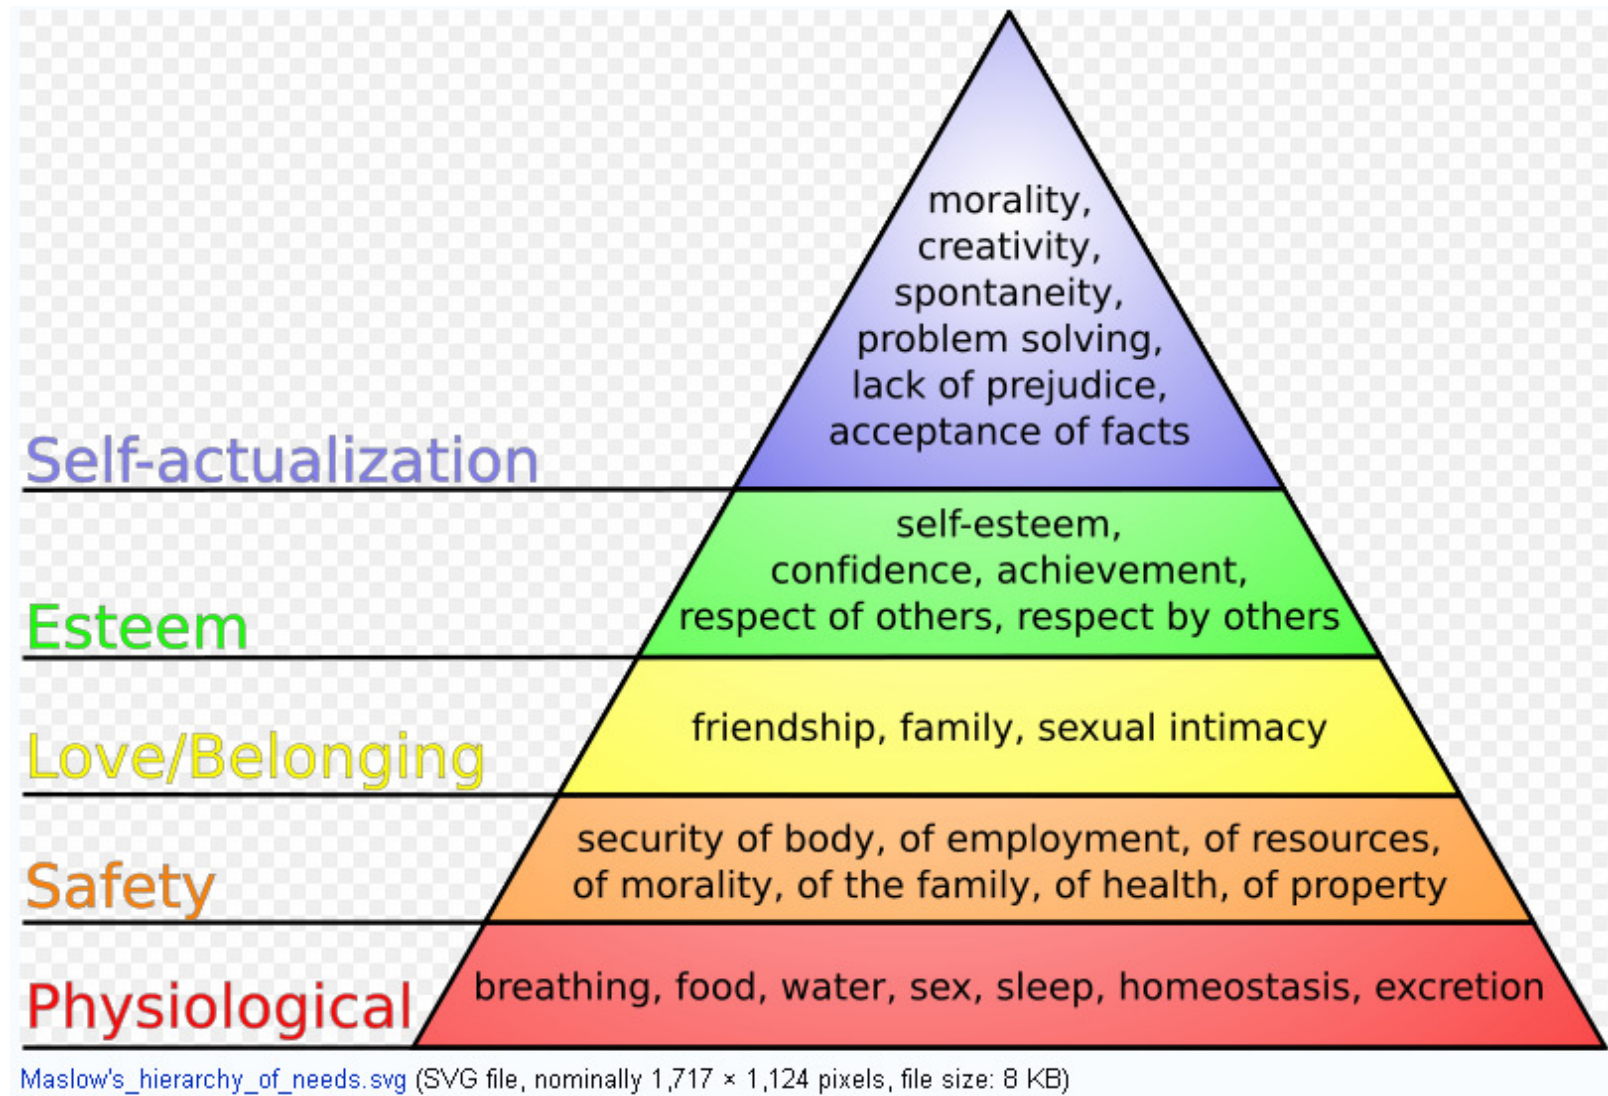 morality,
creativity,
spontaneity,
problem solving,
lack of prejudice,
acceptance of facts
Self-actualization
self-esteem,
confidence, achievement,
respect of others, respect by others
Esteem
friendship, family, sexual intimacy
Love/Belonging
security of body, of employment, of resources,
of morality, of the family, of health, of property
Safety
breathing, food, water, sex, sleep, homeostasis, excretion
Physiological
Maslow's_hierarchy_of_needs.svg (SVG file, nominally 1,717 × 1,124 pixels, file size: 8 KB)